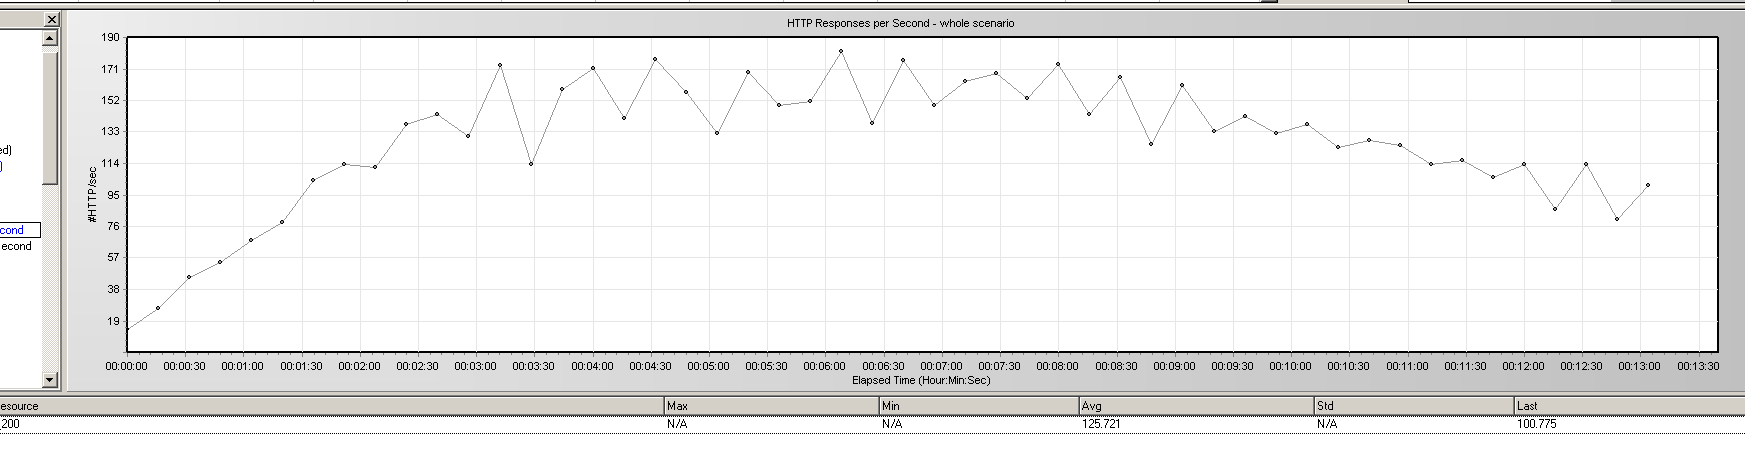 HTTP Responses per Second - whole scenario
190
171
152
133
114
95
76
57
38
19
#HTTP/sec
ed)
)
cond
econd
00:00:00 00:00:30 00:01:00 00:01:30 00:02:00 00:02:30 00:03:00 00:03:30 00:04:00 00:04:30 00:05:00 00:05:30 00:06:00 00:06:30 00:07:00 00:07:30 00:08:00 00:08:30 00:09:00 00:09:30 00:10:00 00:10:30 00:11:00 00:11:30 00:12:00 00:12:30 00:13:00 00:13:30
Elapsed Time (Hour:Min:Sec)
esource Max Min Avg Std Last
_200 N/A N/A 125.721 N/A 100.775